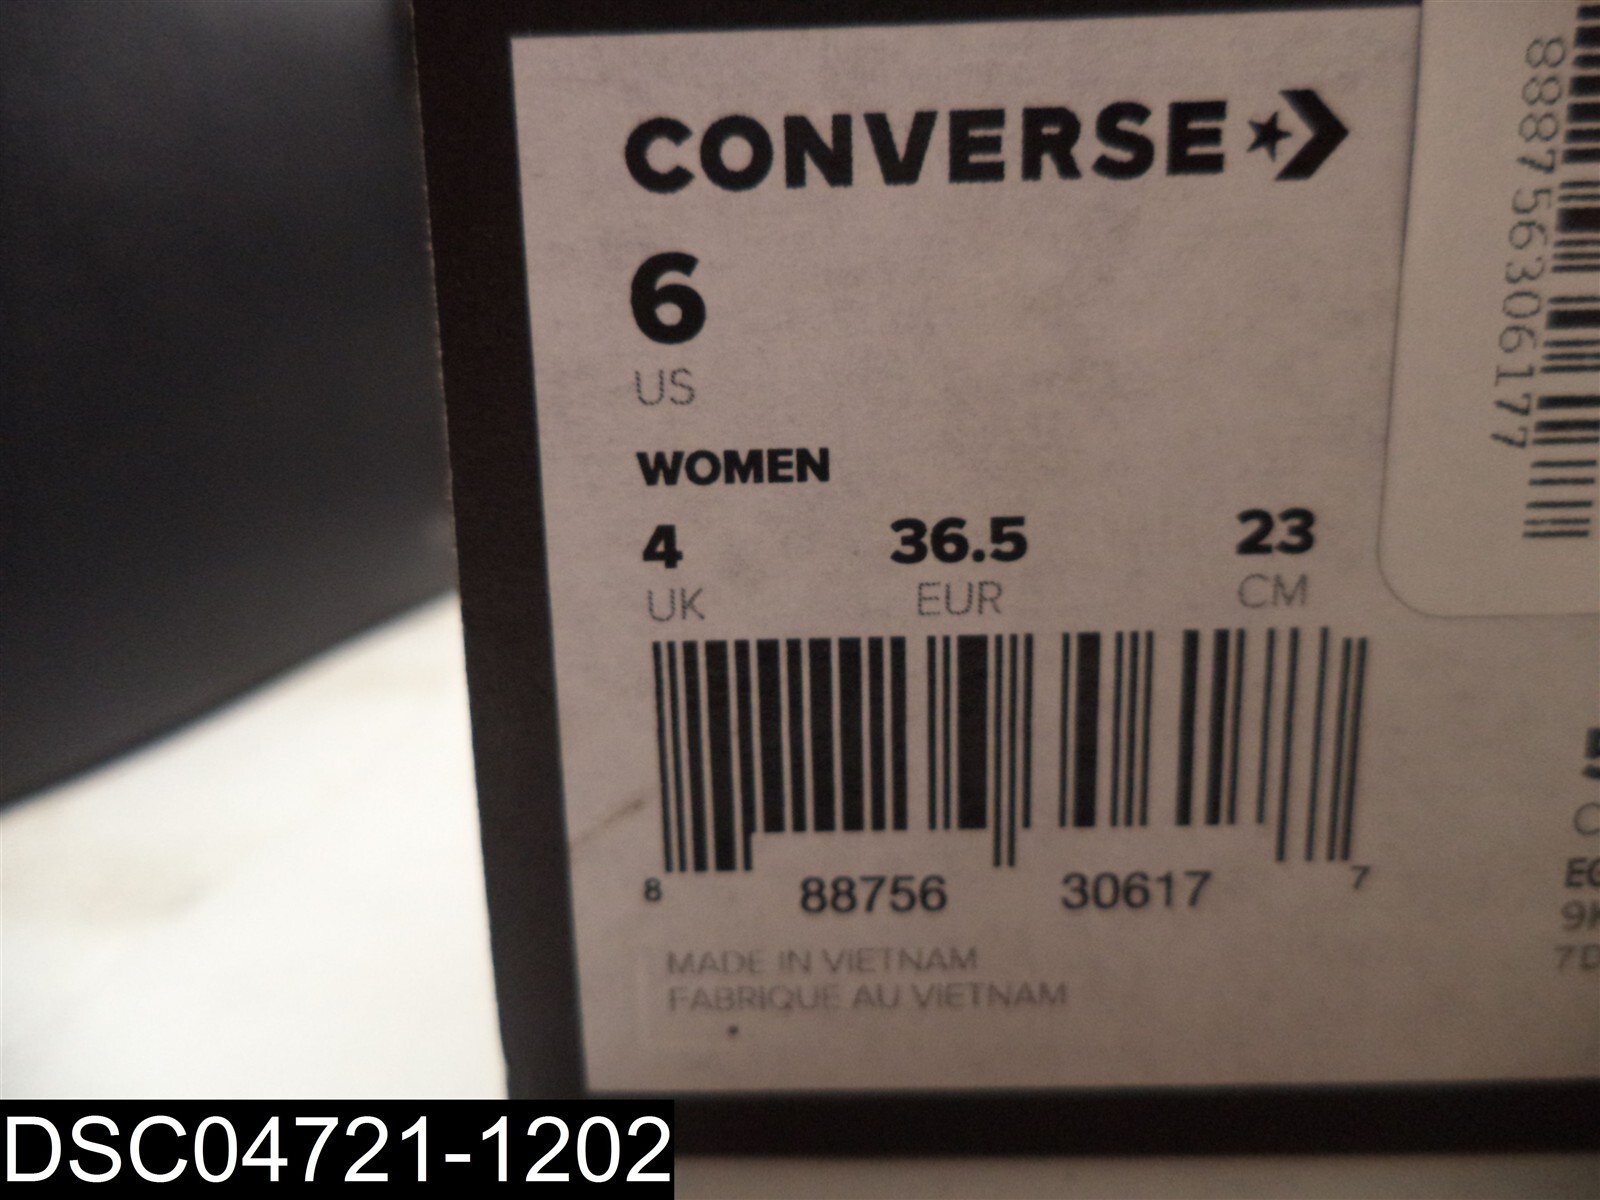 CONVERSE
6
US
WOMEN
4 36.5 23
UK EUR CM
8 88756 30617 7
MADE IN VIETNAM
FABRIQUE AU VIETNAM
888756306177
DSC04721-1202